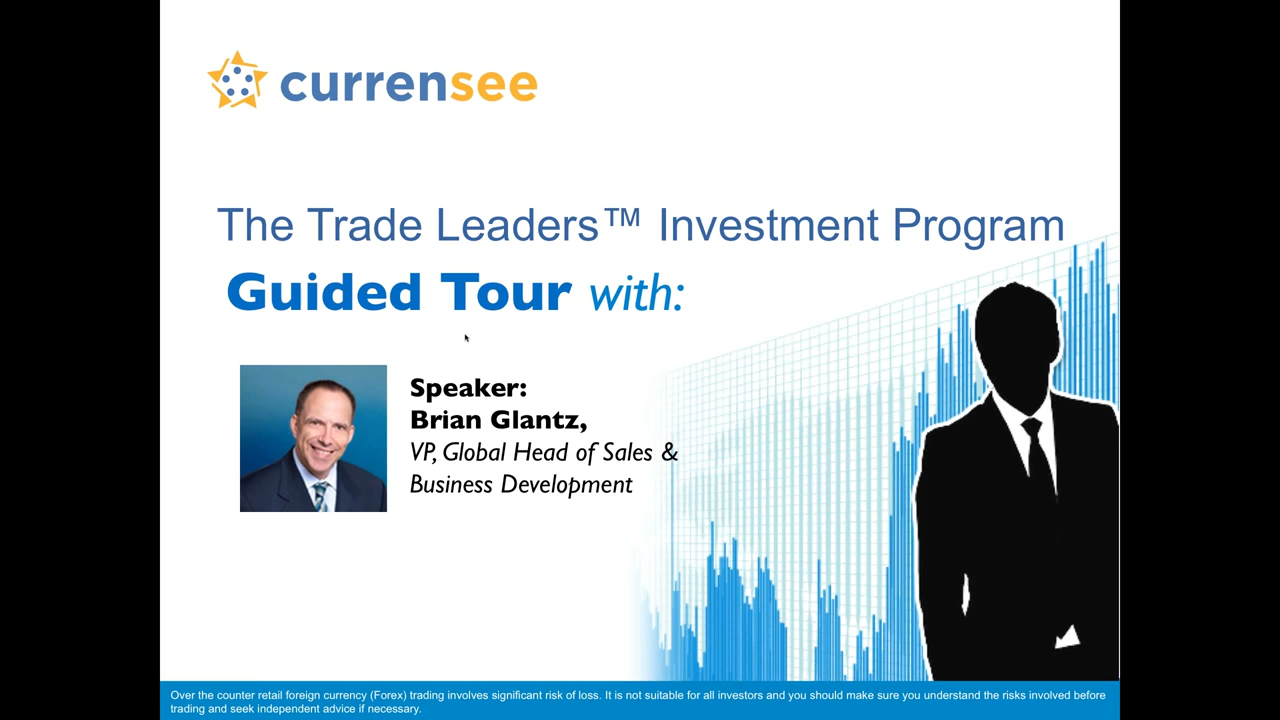 currensee
The Trade Leaders™ Investment Program
Guided Tour with:
Speaker:
Brian Glantz,
VP, Global Head of Sales &
Business Development
Over the counter retail foreign currency (Forex) trading involves significant risk of loss. It is not suitable for all investors and you should make sure you understand the risks involved before
trading and seek independent advice if necessary.